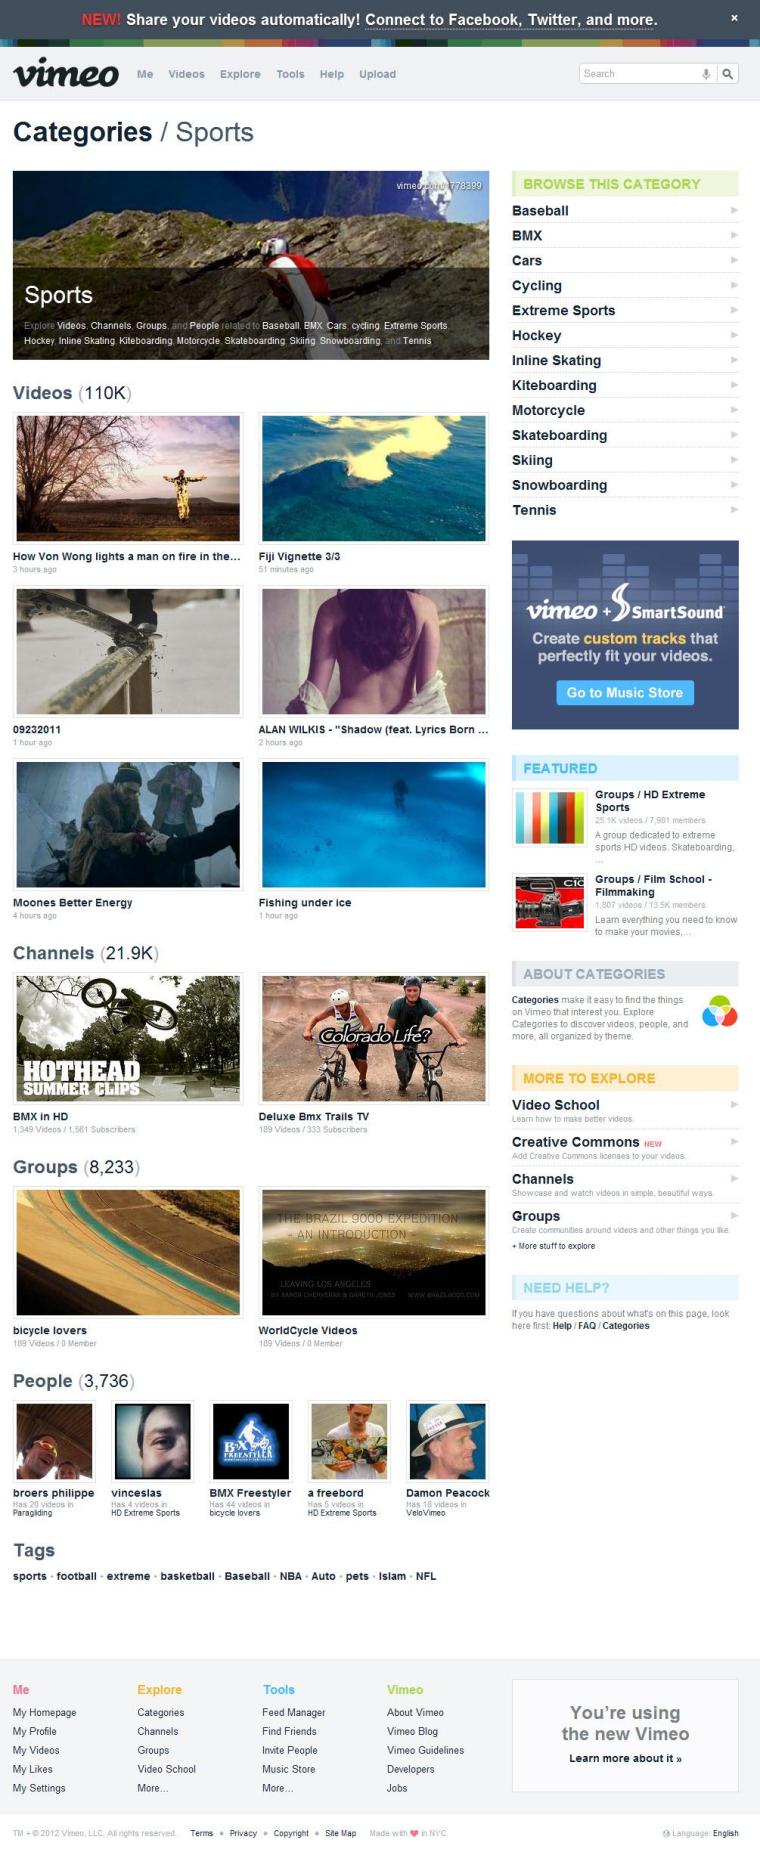 NEW! Share your videos automatically! Connect to Facebook, Twitter, and more. ×
vimeo Me Videos Explore Tools Help Upload Search
Categories / Sports
vimeo.com/1778399
Sports
Explore Videos, Channels, Groups, and People related to Baseball, BMX, Cars, cycling, Extreme Sports,
Hockey, Inline Skating, Kiteboarding, Motorcycle, Skateboarding, Skiing, Snowboarding, and Tennis
Videos (110K)
How Von Wong lights a man on fire in the...
3 hours ago
Fiji Vignette 3/3
51 minutes ago
09232011
1 hour ago
ALAN WILKIS - "Shadow (feat. Lyrics Born ...
2 hours ago
Moones Better Energy
4 hours ago
Fishing under ice
1 hour ago
Channels (21.9K)
HOTHEAD
SUMMER CLIPS
BMX in HD
1,349 Videos / 1,561 Subscribers
Colorado Life?
Deluxe Bmx Trails TV
189 Videos / 333 Subscribers
Groups (8,233)
bicycle lovers
189 Videos / 0 Member
THE BRAZIL 9000 EXPEDITION
- AN INTRODUCTION -
LEAVING LOS ANGELES
WorldCycle Videos
189 Videos / 0 Member
People (3,736)
broers philippe
Has 20 videos in
Paragliding
vinceslas
Has 4 videos in
HD Extreme Sports
BMX Freestyler
Has 44 videos in
bicycle lovers
a freebord
Has 5 videos in
HD Extreme Sports
Damon Peacock
Has 18 videos in
VeloVimeo
Tags
sports • football • extreme • basketball • Baseball • NBA • Auto • pets • Islam • NFL
BROWSE THIS CATEGORY
Baseball
BMX
Cars
Cycling
Extreme Sports
Hockey
Inline Skating
Kiteboarding
Motorcycle
Skateboarding
Skiing
Snowboarding
Tennis
vimeo + SmartSound
Create custom tracks that
perfectly fit your videos.
Go to Music Store
FEATURED
Groups / HD Extreme
Sports
25.1K videos / 7,981 members
A group dedicated to extreme
sports HD videos. Skateboarding,
...
Groups / Film School -
Filmmaking
1,807 videos / 13.5K members
Learn everything you need to know
to make your movies,...
ABOUT CATEGORIES
Categories make it easy to find the things
on Vimeo that interest you. Explore
Categories to discover videos, people, and
more, all organized by theme.
MORE TO EXPLORE
Video School
Learn how to make better videos.
Creative Commons NEW
Add Creative Commons licenses to your videos.
Channels
Showcase and watch videos in simple, beautiful ways.
Groups
Create communities around videos and other things you like.
+ More stuff to explore
NEED HELP?
If you have questions about what's on this page, look
here first: Help / FAQ / Categories
Me
My Homepage
My Profile
My Videos
My Likes
My Settings
Explore
Categories
Channels
Groups
Video School
More...
Tools
Feed Manager
Find Friends
Invite People
Music Store
More...
Vimeo
About Vimeo
Vimeo Blog
Vimeo Guidelines
Developers
Jobs
You're using
the new Vimeo
Learn more about it »
TM + © 2012 Vimeo, LLC. All rights reserved. Terms • Privacy • Copyright • Site Map Made with ♥ in NYC. Language: English